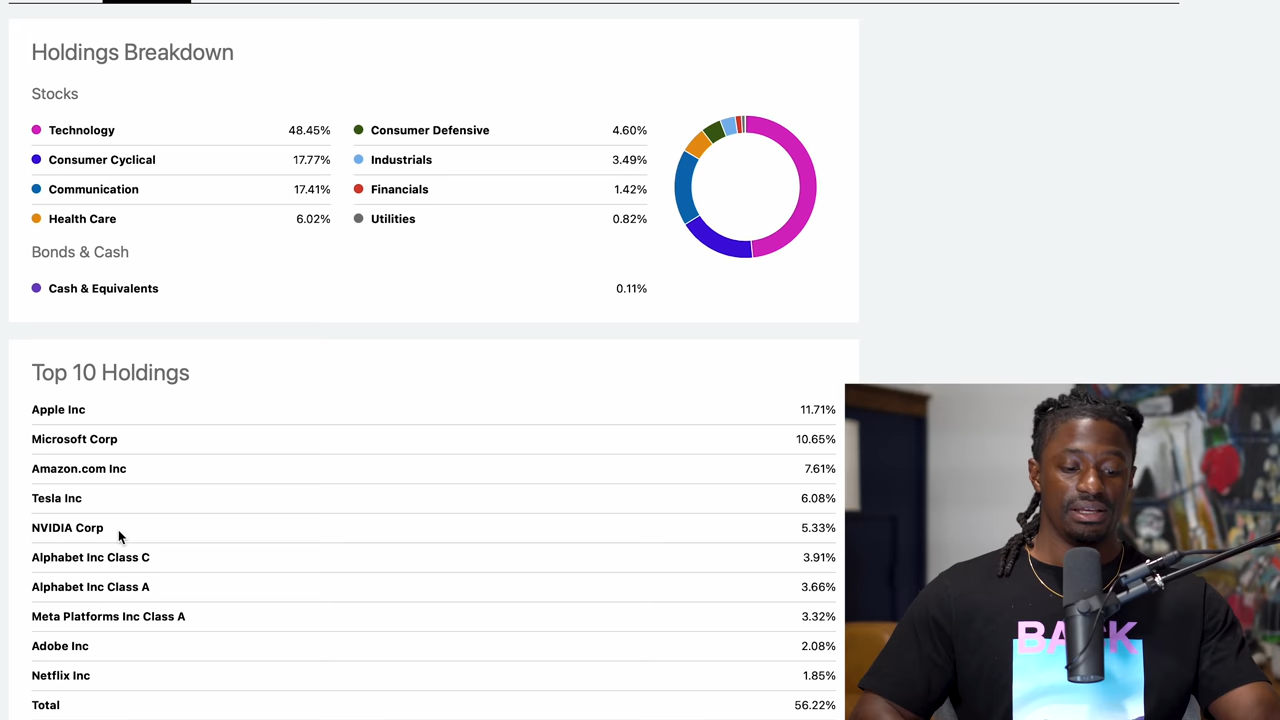 Holdings Breakdown
Stocks
Technology 48.45%
Consumer Cyclical 17.77%
Communication 17.41%
Health Care 6.02%
Consumer Defensive 4.60%
Industrials 3.49%
Financials 1.42%
Utilities 0.82%
Bonds & Cash
Cash & Equivalents 0.11%
Top 10 Holdings
Apple Inc 11.71%
Microsoft Corp 10.65%
Amazon.com Inc 7.61%
Tesla Inc 6.08%
NVIDIA Corp 5.33%
Alphabet Inc Class C 3.91%
Alphabet Inc Class A 3.66%
Meta Platforms Inc Class A 3.32%
Adobe Inc 2.08%
Netflix Inc 1.85%
Total 56.22%